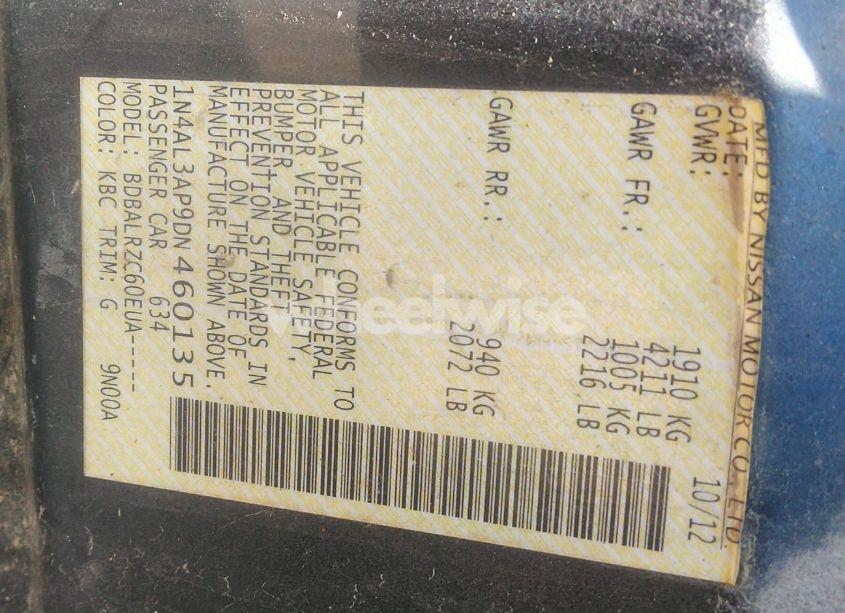 MFD BY NISSAN MOTOR CO., LTD.
DATE: 10/12
GVWR: 1910 KG
4211 LB
GAWR FR.: 1005 KG
2216 LB
GAWR RR.: 940 KG
2072 LB
THIS VEHICLE CONFORMS TO
ALL APPLICABLE FEDERAL
MOTOR VEHICLE SAFETY,
BUMPER AND THEFT
PREVENTION STANDARDS IN
EFFECT ON THE DATE OF
MANUFACTURE SHOWN ABOVE.
1N4AL3AP9DN460135
PASSENGER CAR 634
MODEL: BDBALRZC60EUA-----
COLOR: KBC TRIM: G 9N00A
wheelwise